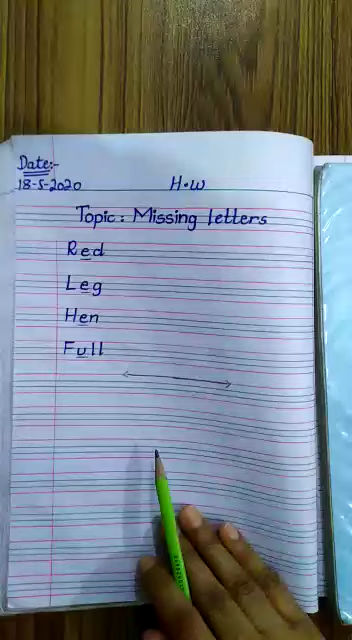 Date:-
18-5-2020 H.W
Topic: Missing letters
Red
Leg
Hen
Full